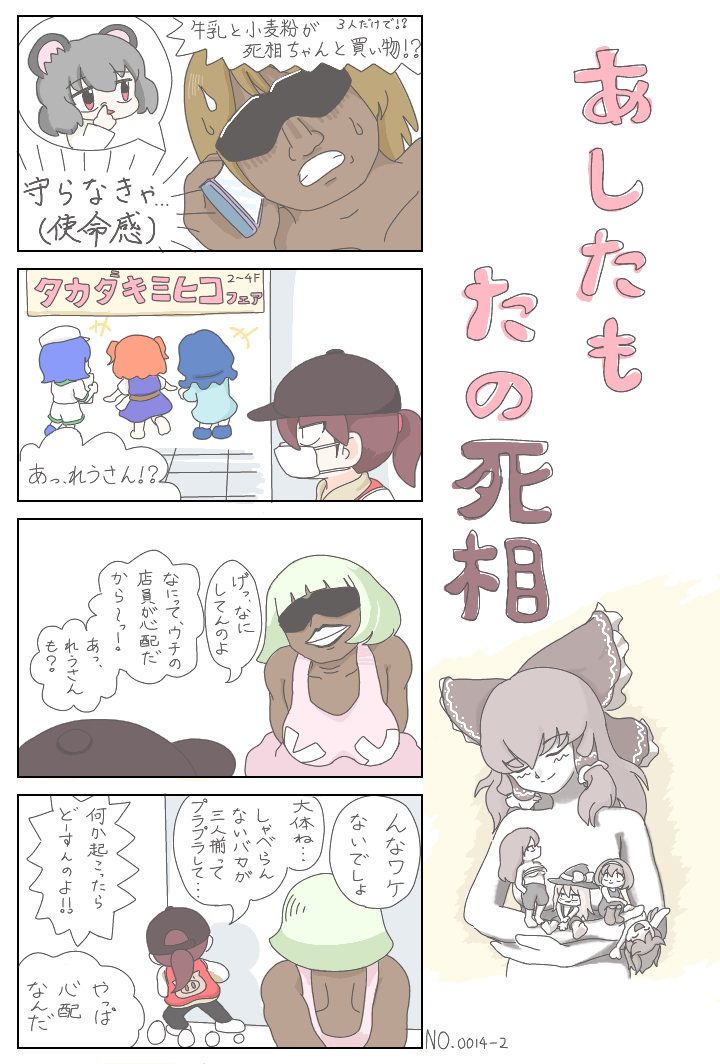 あしたも
たの死相
3人だけで!?
牛乳と小麦粉が
死相ちゃんと買い物!?
守らなきゃ…
(使命感)
タカダキミヒコ
ミ
2~4F
フェア
あっ、れうさん!?
げっ、なに
してんのよ
なにって、ウチの
店員が心配だ
から~っー!
あっ、
れうさん
も?
んなワケ
ないでしょ
大体ね…
しゃべらん
ないバカが
三人揃って
プラプラして…
何か起こったら
どーすんのよ!!
やっぱ
心配
なんだ
NO.0014-2